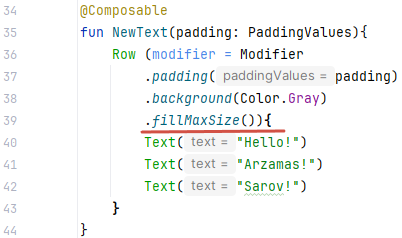 34 @Composable
35 fun NewText(padding: PaddingValues){
36 Row (modifier = Modifier
37 .padding( paddingValues = padding)
38 .background(Color.Gray)
39 .fillMaxSize()){
40 Text( text = "Hello!")
41 Text( text = "Arzamas!")
42 Text( text = "Sarov!")
43 }
44 }